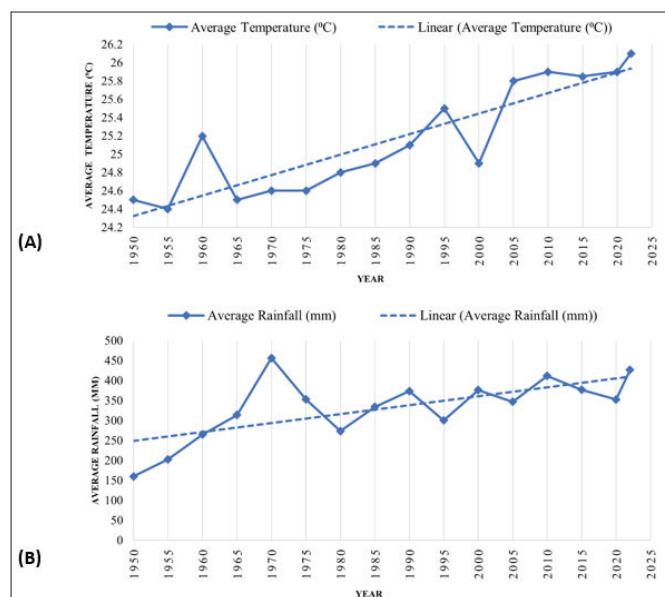 Average Temperature (⁰C) Linear (Average Temperature (⁰C))
26.2
26
25.8
25.6
25.4
25.2
25
24.8
24.6
24.4
24.2
AVERAGE TEMPERATURE (⁰C)
1950 1955 1960 1965 1970 1975 1980 1985 1990 1995 2000 2005 2010 2015 2020 2025
YEAR
(A)
Average Rainfall (mm) Linear (Average Rainfall (mm))
500
450
400
350
300
250
200
150
100
50
0
AVERAGE RAINFALL (MM)
1950 1955 1960 1965 1970 1975 1980 1985 1990 1995 2000 2005 2010 2015 2020 2025
YEAR
(B)